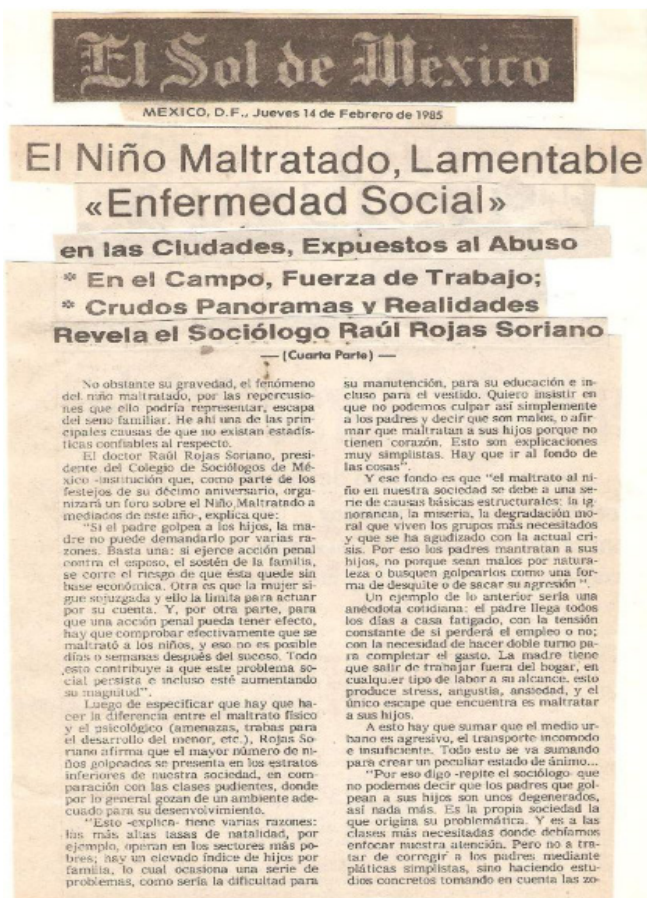 El Sol de México
MEXICO, D.F., Jueves 14 de Febrero de 1985
El Niño Maltratado, Lamentable
«Enfermedad Social»
en las Ciudades, Expuestos al Abuso
* En el Campo, Fuerza de Trabajo;
* Crudos Panoramas y Realidades
Revela el Sociólogo Raúl Rojas Soriano
— (Cuarta Parte) —
No obstante su gravedad, el fenómeno
del niño maltratado, por las repercusio-
nes que ello podría representar, escapa
del seno familiar. He ahí una de las prin-
cipales causas de que no existan estadís-
ticas confiables al respecto.
El doctor Raúl Rojas Soriano, presi-
dente del Colegio de Sociólogos de Mé-
xico -institución que, como parte de los
festejos de su décimo aniversario, orga-
nizará un foro sobre el Niño Maltratado a
mediados de este año-, explica que:
"Si el padre golpea a los hijos, la ma-
dre no puede demandarlo por varias ra-
zones. Basta una: si ejerce acción penal
contra el esposo, el sostén de la familia,
se corre el riesgo de que ésta quede sin
base económica. Otra es que la mujer si-
gue sojuzgada y ello la limita para actuar
por su cuenta. Y, por otra parte, para
que una acción penal pueda tener efecto,
hay que comprobar efectivamente que se
maltrató a los niños, y eso no es posible
días o semanas después del suceso. Todo
esto contribuye a que este problema so-
cial persista e incluso esté aumentando
su magnitud".
Luego de especificar que hay que ha-
cer la diferencia entre el maltrato físico
y el psicológico (amenazas, trabas para
el desarrollo del menor, etc.), Rojas So-
riano afirma que el mayor número de ni-
ños golpeados se presenta en los estratos
inferiores de nuestra sociedad, en com-
paración con las clases pudientes, donde
por lo general gozan de un ambiente ade-
cuado para su desenvolvimiento.
"Esto -explica- tiene varias razones:
las más altas tasas de natalidad, por
ejemplo, operan en los sectores más po-
bres; hay un elevado índice de hijos por
familia, lo cual ocasiona una serie de
problemas, como sería la dificultad para
su manutención, para su educación e in-
cluso para el vestido. Quiero insistir en
que no podemos culpar así simplemente
a los padres y decir que son malos, o afir-
mar que maltratan a sus hijos porque no
tienen corazón. Esto son explicaciones
muy simplistas. Hay que ir al fondo de
las cosas".
Y ese fondo es que "el maltrato al ni-
ño en nuestra sociedad se debe a una se-
rie de causas básicas estructurales: la ig
norancia, la miseria, la degradación mo-
ral que viven los grupos más necesitados
y que se ha agudizado con la actual cri-
sis. Por eso los padres mantratan a sus
hijos, no porque sean malos por natura-
leza o busquen golpearlos como una for-
ma de desquite o de sacar su agresión".
Un ejemplo de lo anterior sería una
anécdota cotidiana: el padre llega todos
los días a casa fatigado, con la tensión
constante de si perderá el empleo o no;
con la necesidad de hacer doble turno pa-
ra completar el gasto. La madre tiene
que salir de trabajar fuera del hogar, en
cualquier tipo de labor a su alcance. esto
produce stress, angustia, ansiedad, y el
único escape que encuentra es maltratar
a sus hijos.
A esto hay que sumar que el medio ur-
bano es agresivo, el transporte incomodo
e insuficiente. Todo esto se va sumando
para crear un peculiar estado de ánimo...
"Por eso digo -repite el sociólogo- que
no podemos decir que los padres que gol-
pean a sus hijos son unos degenerados,
así nada más. Es la propia sociedad la
que origina su problemática. Y es a las
clases más necesitadas donde debíamos
enfocar nuestra atención. Pero no a tra-
tar de corregir a los padres mediante
pláticas simplistas, sino haciendo estu-
dios concretos tomando en cuenta las zo-